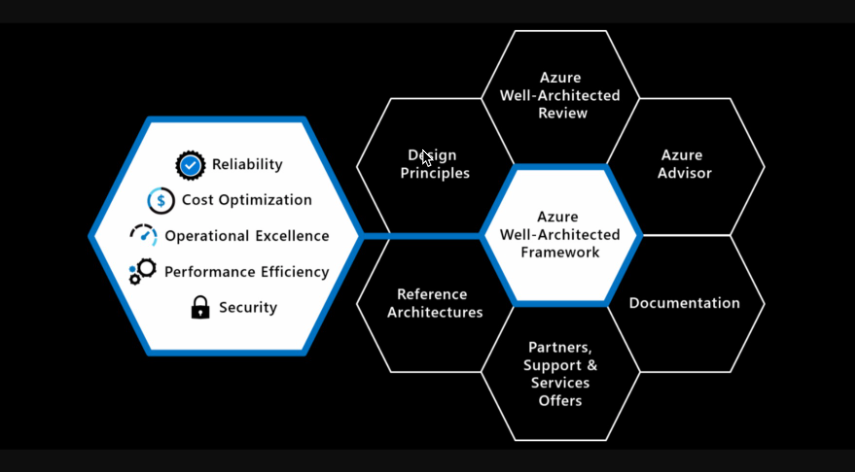 Reliability
Cost Optimization
Operational Excellence
Performance Efficiency
Security
Azure
Well-Architected
Review
Design
Principles
Azure
Advisor
Azure
Well-Architected
Framework
Reference
Architectures
Documentation
Partners,
Support &
Services
Offers